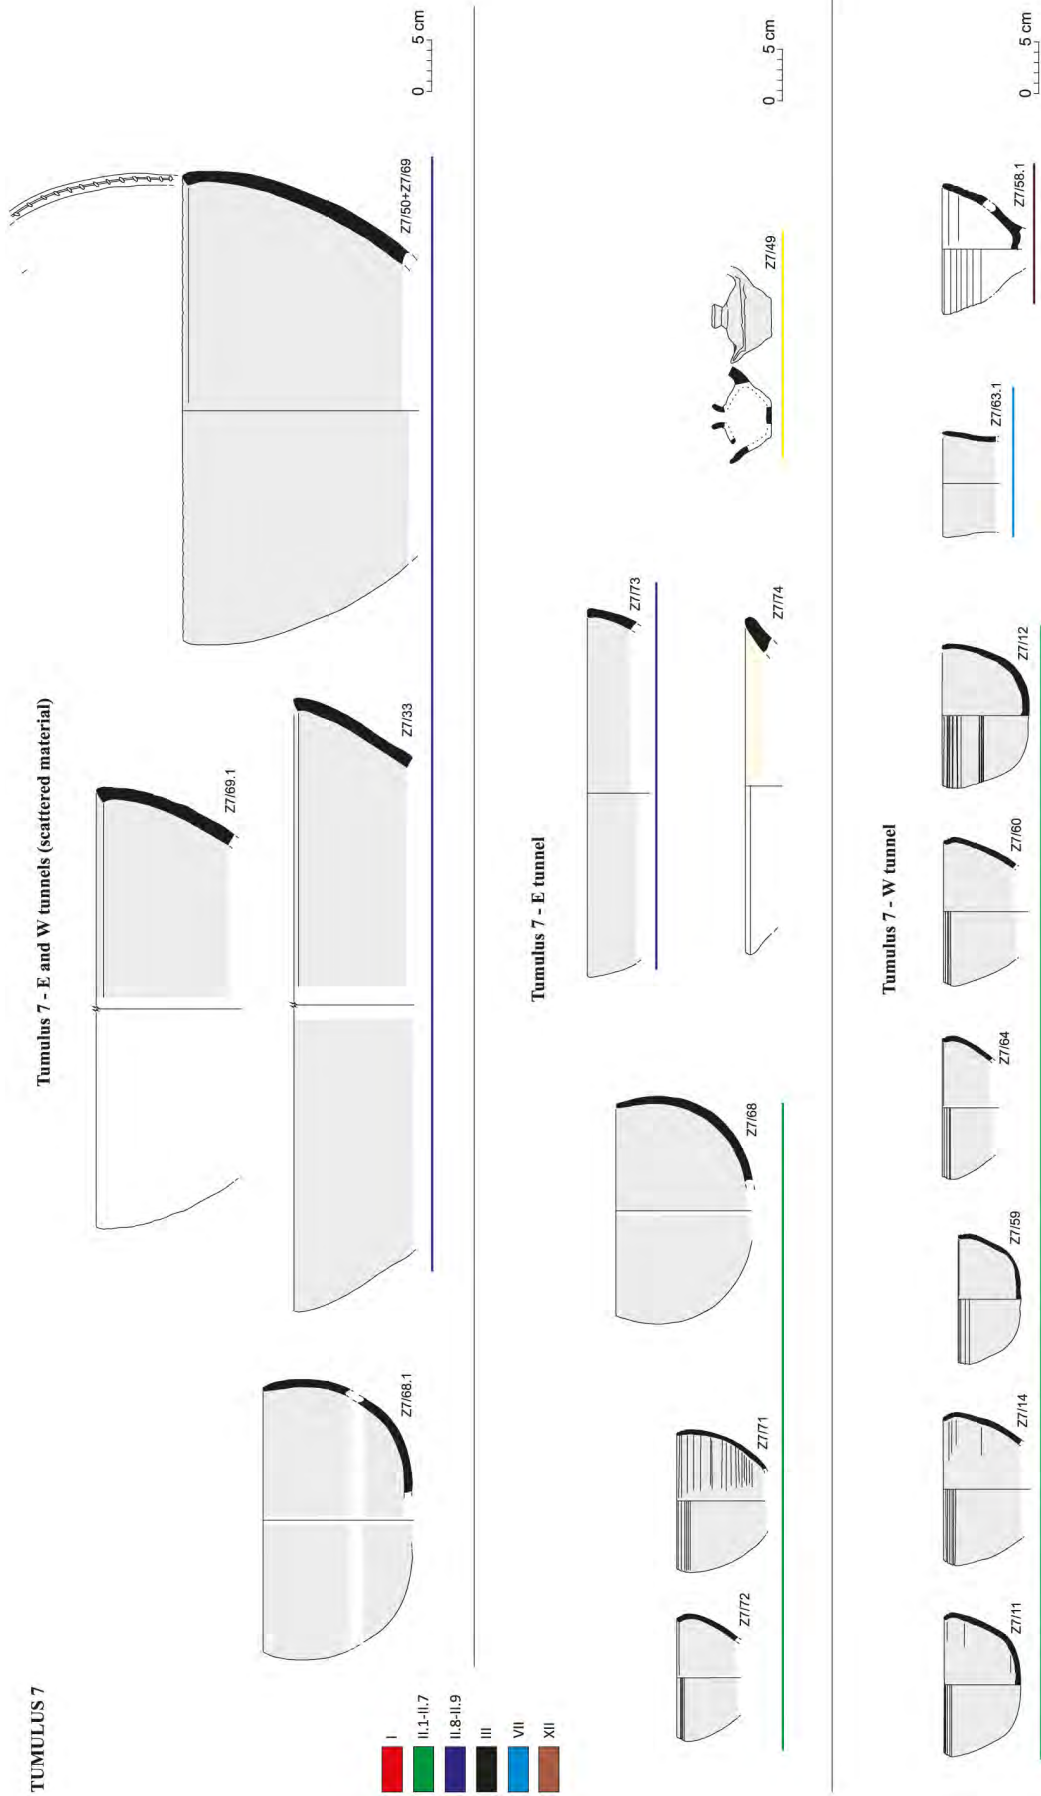 TUMULUS 7
Tumulus 7 - E and W tunnels (scattered material)
Z7/68.1
Z7/69.1
Z7/33
Z7/50+Z7/69
0 5 cm
I
II.1-II.7
II.8-II.9
III
VII
XII
Tumulus 7 - E tunnel
Z7/72
Z7/71
Z7/68
Z7/73
Z7/74
Z7/49
0 5 cm
Tumulus 7 - W tunnel
Z7/11
Z7/14
Z7/59
Z7/64
Z7/60
Z7/12
Z7/63.1
Z7/58.1
0 5 cm